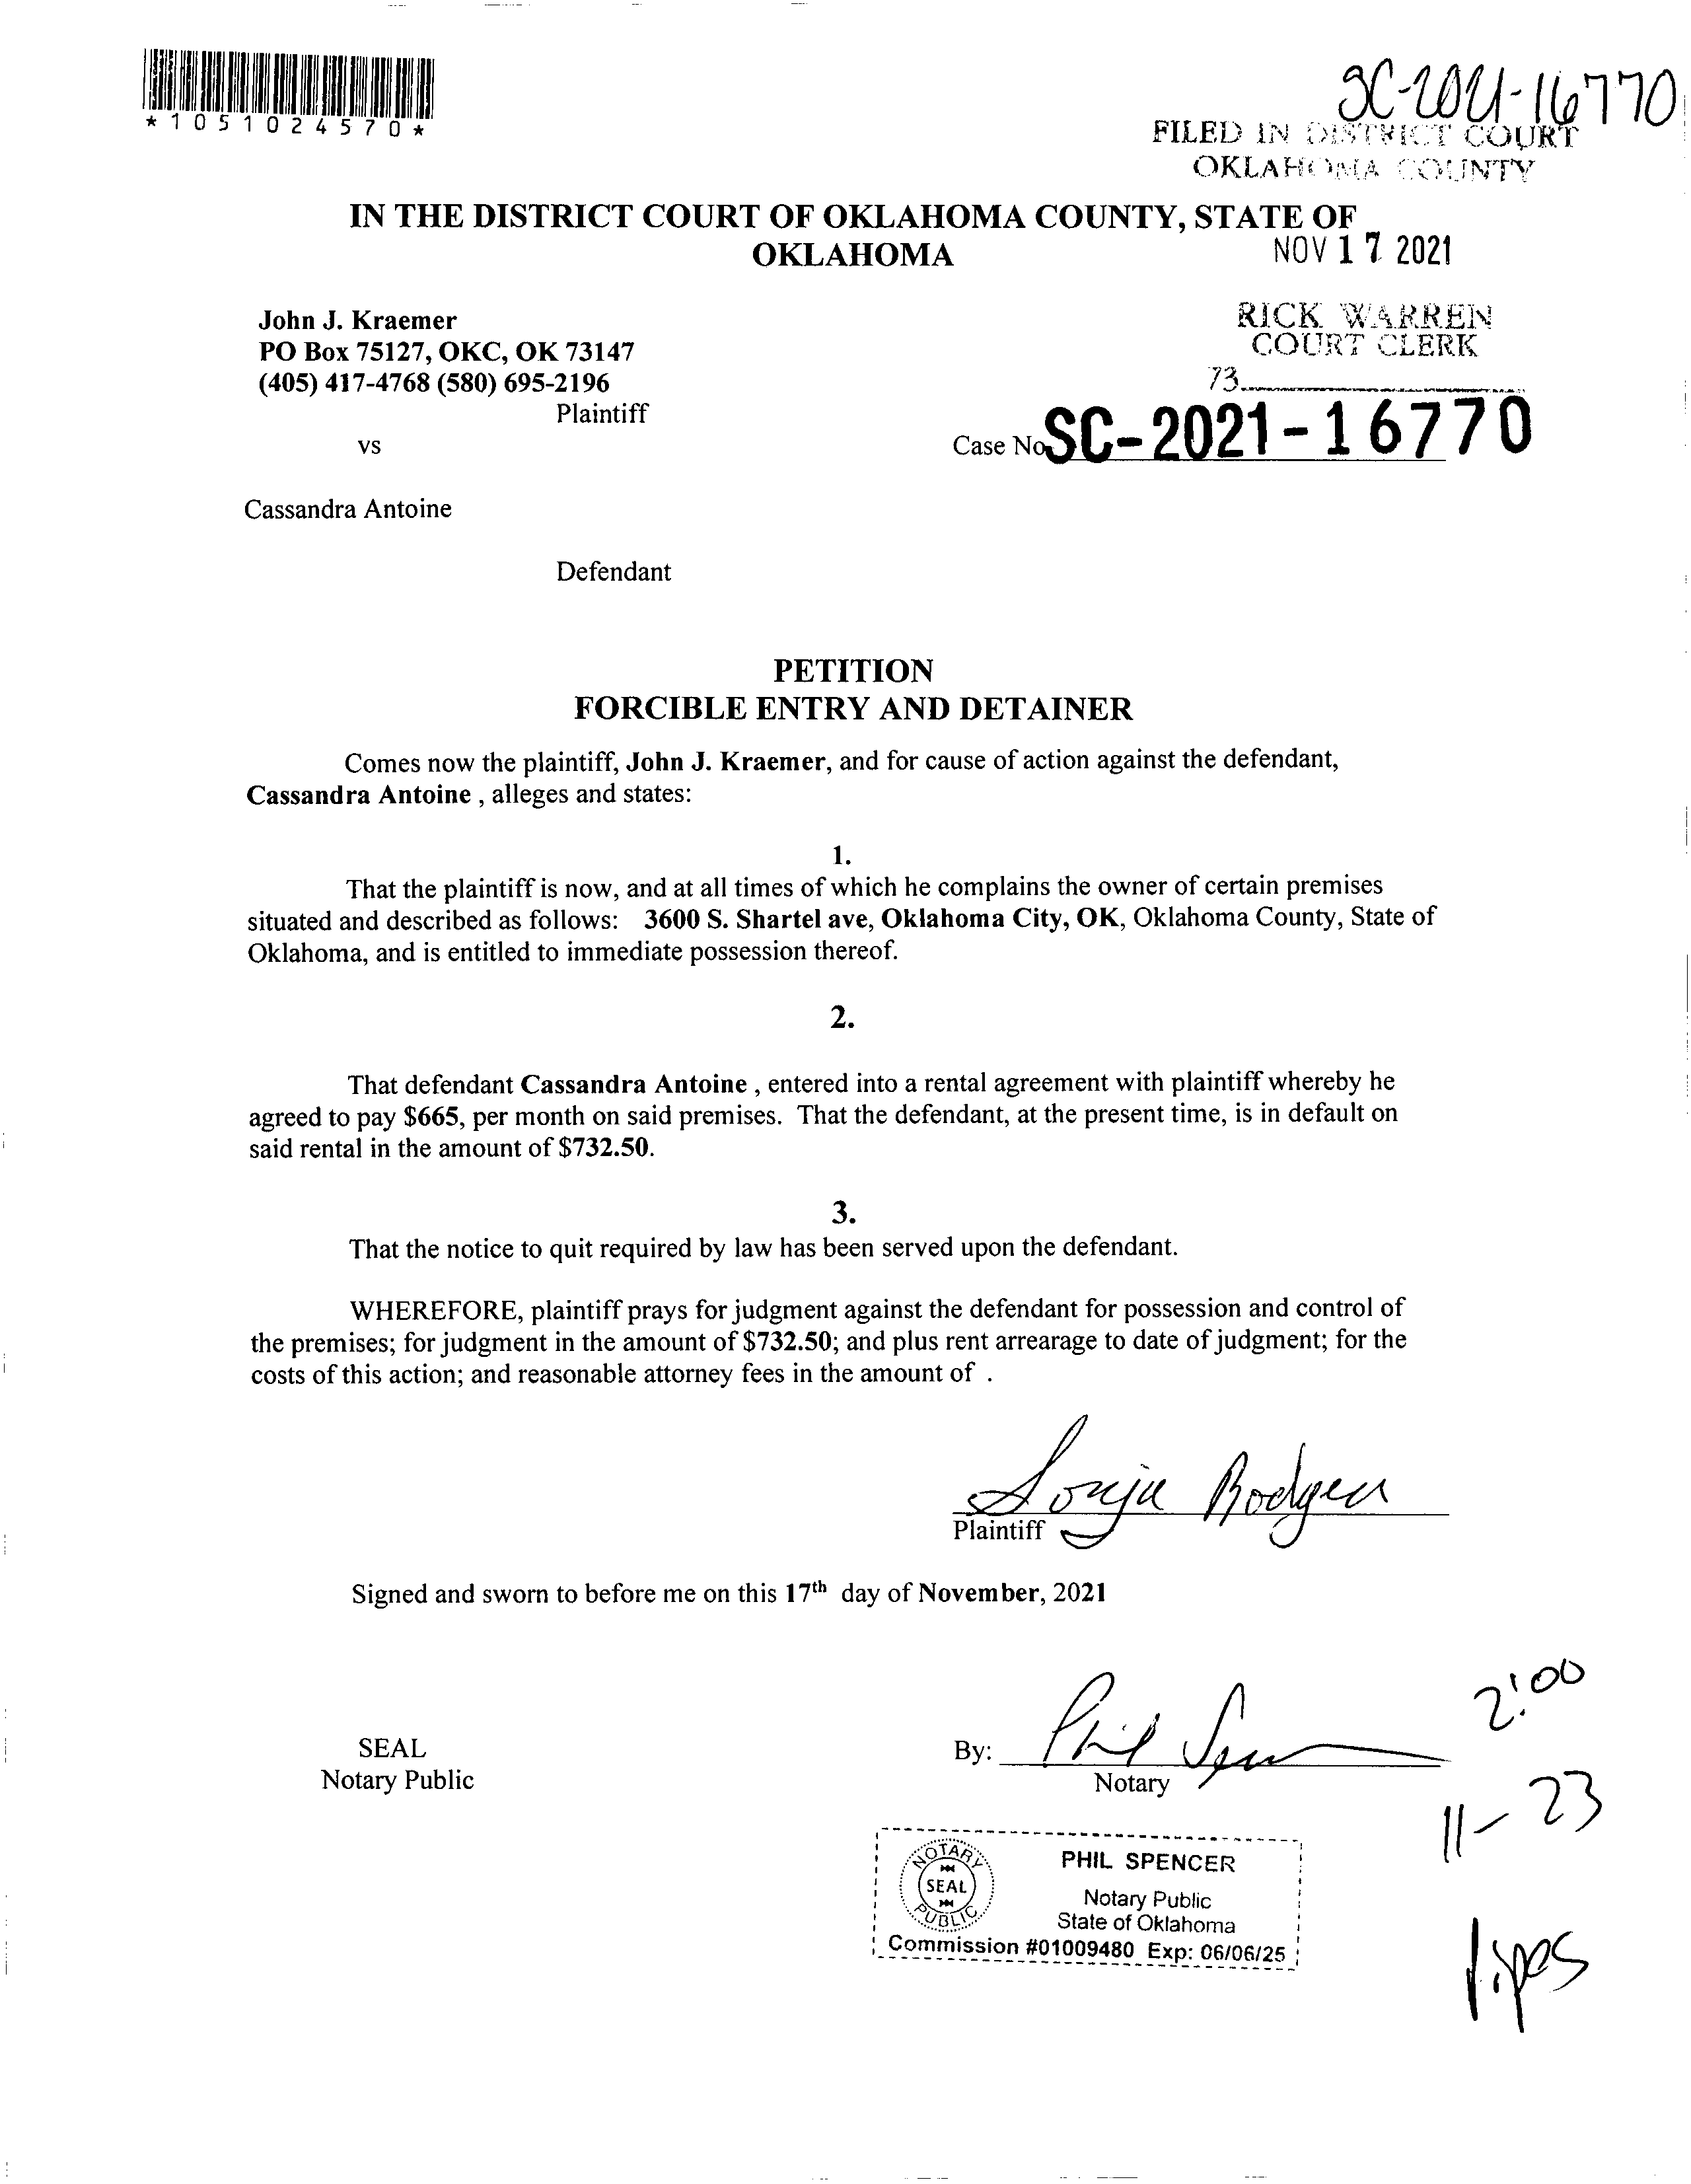 *1051024570*
SC-2021-16770
FILED IN DISTRICT COURT
OKLAHOMA COUNTY
IN THE DISTRICT COURT OF OKLAHOMA COUNTY, STATE OF
OKLAHOMA
NOV 17 2021
John J. Kraemer
PO Box 75127, OKC, OK 73147
(405) 417-4768 (580) 695-2196
Plaintiff
RICK WARREN
COURT CLERK
73
vs
Case No SC-2021-16770
Cassandra Antoine
Defendant
PETITION
FORCIBLE ENTRY AND DETAINER
Comes now the plaintiff, John J. Kraemer, and for cause of action against the defendant,
Cassandra Antoine , alleges and states:
1.
That the plaintiff is now, and at all times of which he complains the owner of certain premises
situated and described as follows: 3600 S. Shartel ave, Oklahoma City, OK, Oklahoma County, State of
Oklahoma, and is entitled to immediate possession thereof.
2.
That defendant Cassandra Antoine , entered into a rental agreement with plaintiff whereby he
agreed to pay $665, per month on said premises. That the defendant, at the present time, is in default on
said rental in the amount of $732.50.
3.
That the notice to quit required by law has been served upon the defendant.
WHEREFORE, plaintiff prays for judgment against the defendant for possession and control of
the premises; for judgment in the amount of $732.50; and plus rent arrearage to date of judgment; for the
costs of this action; and reasonable attorney fees in the amount of .
Sonja Rodgers
Plaintiff
Signed and sworn to before me on this 17th day of November, 2021
2:00
SEAL
Notary Public
By: Phil Spencer
Notary
11-23
NOTARY PUBLIC
SEAL
PHIL SPENCER
Notary Public
State of Oklahoma
Commission #01009480 Exp: 06/06/25